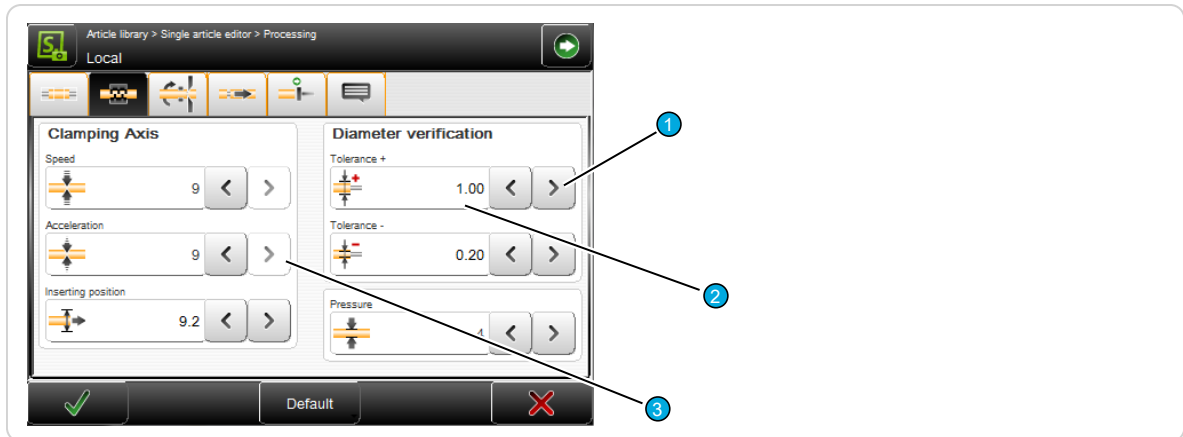 Article library > Single article editor > Processing
Local
Clamping Axis
Speed
9
Acceleration
9
Inserting position
9.2
Diameter verification
Tolerance +
1.00
Tolerance -
0.20
Pressure
4
Default
1
2
3